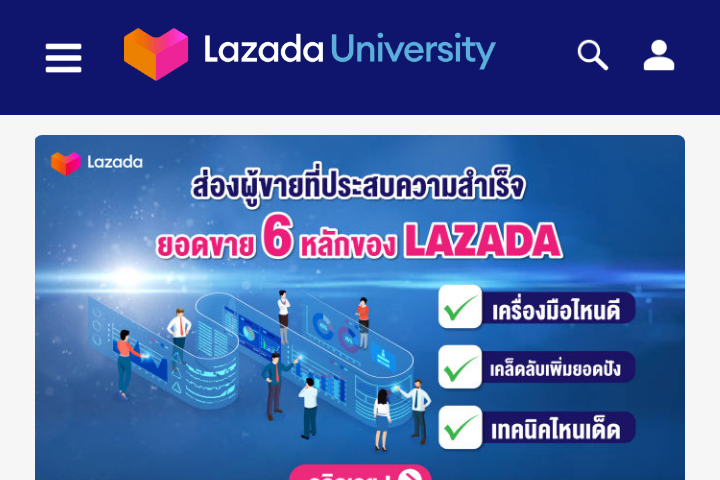 Lazada University
Lazada
ส่องผู้ขายที่ประสบความสำเร็จ
ยอดขาย 6 หลักของ LAZADA
เครื่องมือไหนดี
เคล็ดลับเพิ่มยอดปัง
เทคนิคไหนเด็ด